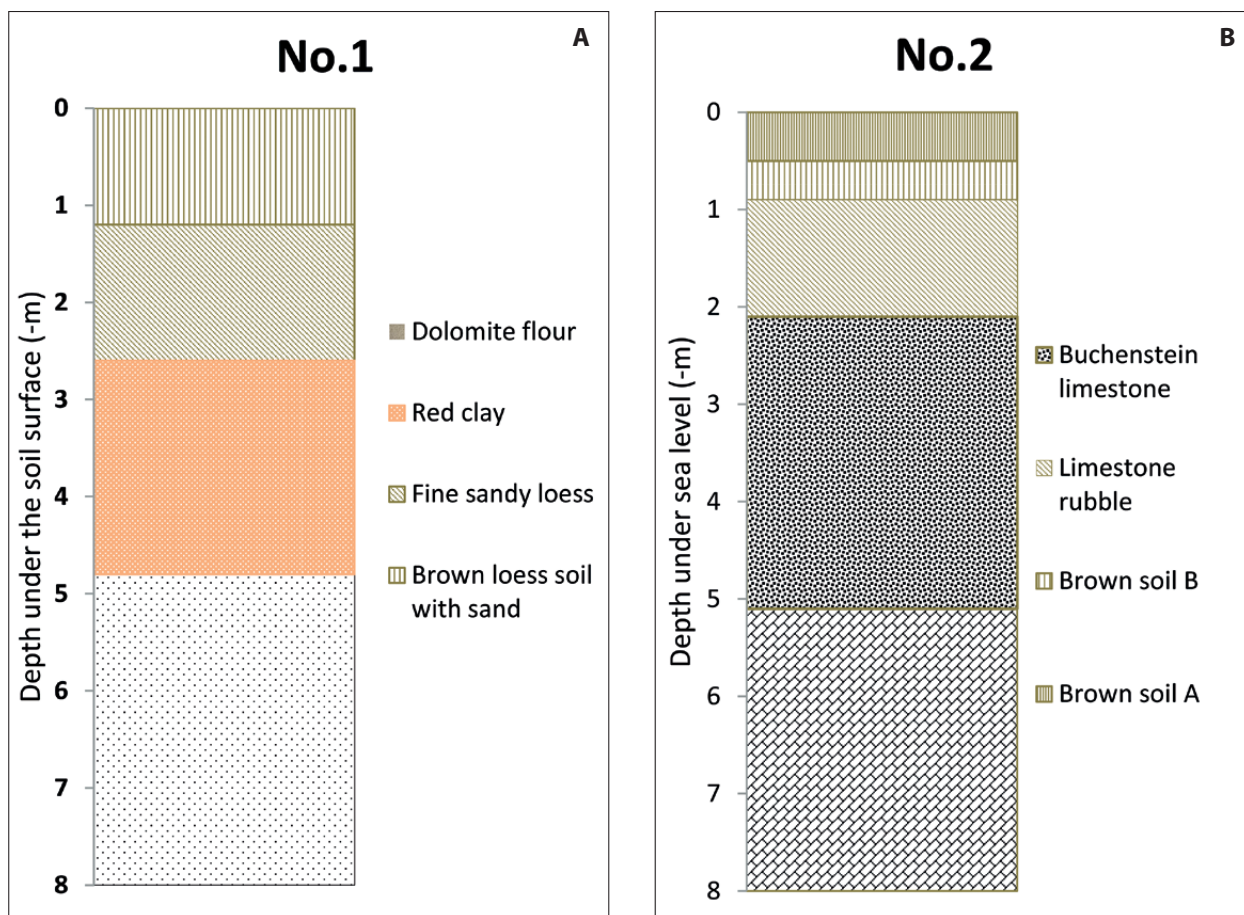 A
No.1
0
1
2
3
4
5
6
7
8
Depth under the soil surface (-m)
Dolomite flour
Red clay
Fine sandy loess
Brown loess soil
with sand
B
No.2
0
1
2
3
4
5
6
7
8
Depth under sea level (-m)
Buchenstein
limestone
Limestone
rubble
Brown soil B
Brown soil A